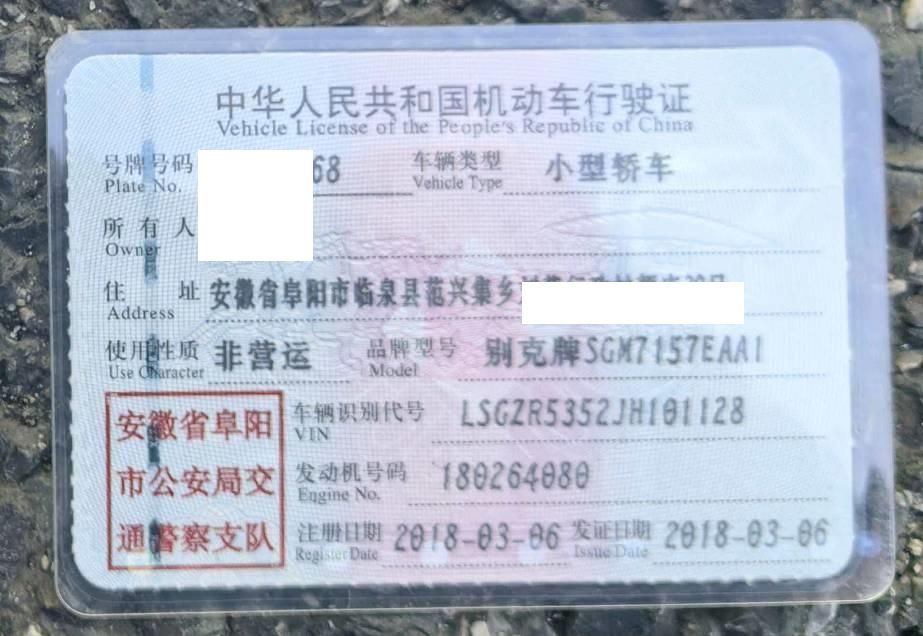 中华人民共和国机动车行驶证
Vehicle License of the People's Republic of China
号牌号码 68 车辆类型 小型轿车
Plate No. Vehicle Type
所有人
Owner
住址 安徽省阜阳市临泉县范兴集乡
Address
使用性质 非营运 品牌型号 别克牌SGM7157EAA1
Use Character Model
安徽省阜阳 车辆识别代号 LSGZR5352JH101128
VIN
市公安局交 发动机号码 180264080
Engine No.
通警察支队 注册日期 2018-03-06 发证日期 2018-03-06
Register Date Issue Date